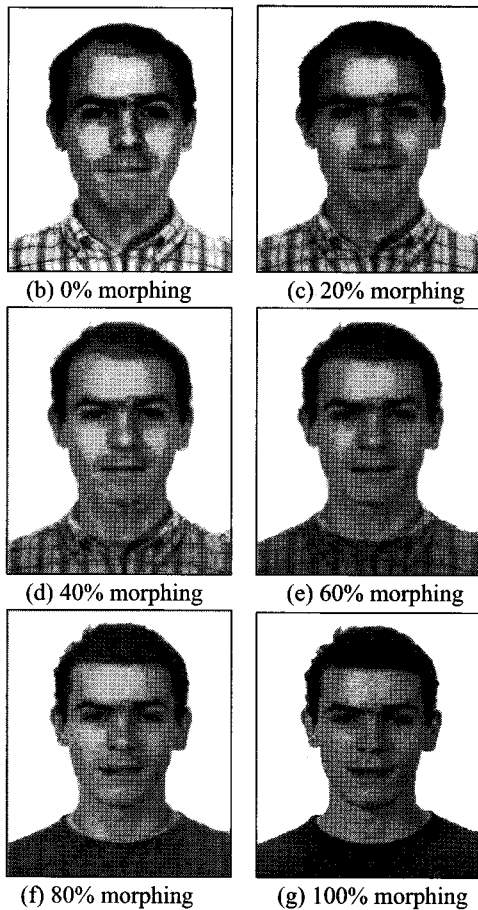 (b) 0% morphing
(c) 20% morphing
(d) 40% morphing
(e) 60% morphing
(f) 80% morphing
(g) 100% morphing